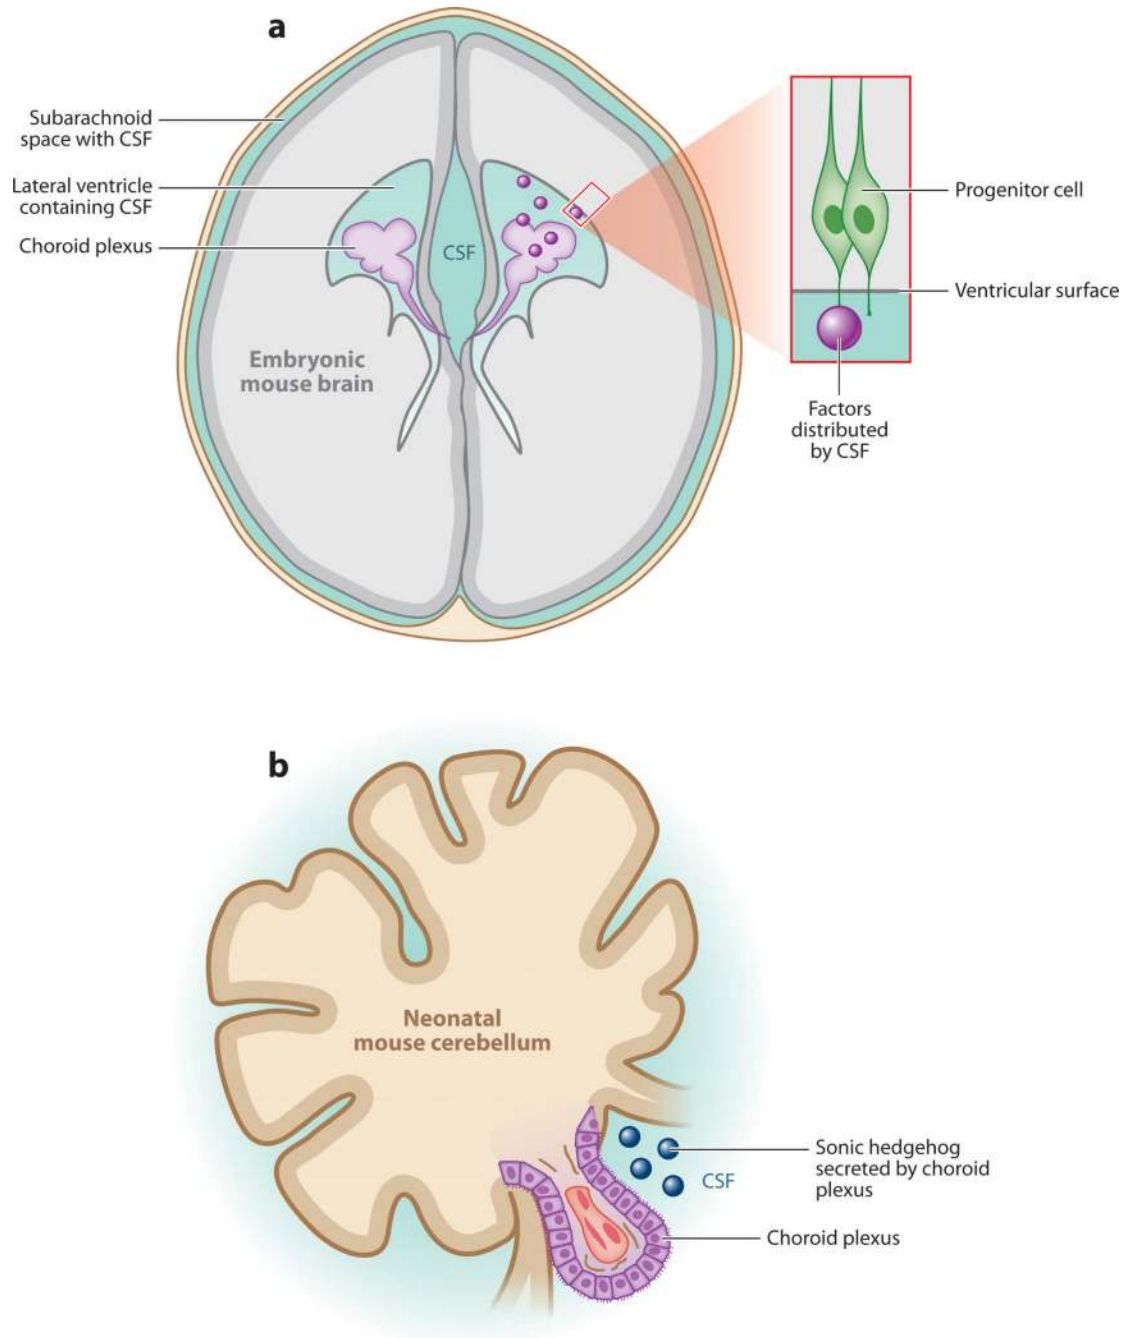 a
Subarachnoid
space with CSF
Lateral ventricle
containing CSF
Choroid plexus
CSF
Embryonic
mouse brain
Progenitor cell
Ventricular surface
Factors
distributed
by CSF
b
Neonatal
mouse cerebellum
Sonic hedgehog
secreted by choroid
plexus
CSF
Choroid plexus